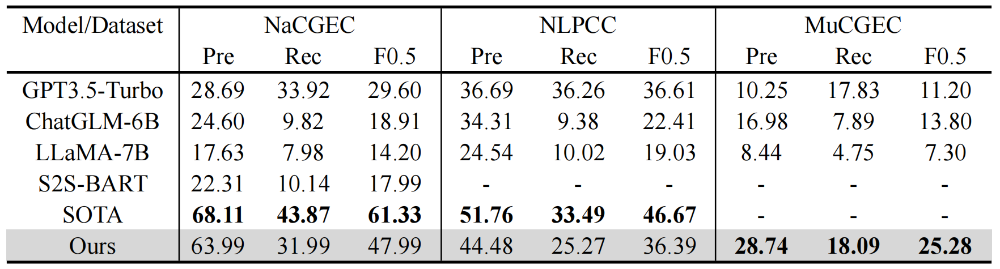 Model/Dataset NaCGEC NLPCC MuCGEC
Pre Rec F0.5 Pre Rec F0.5 Pre Rec F0.5
GPT3.5-Turbo 28.69 33.92 29.60 36.69 36.26 36.61 10.25 17.83 11.20
ChatGLM-6B 24.60 9.82 18.91 34.31 9.38 22.41 16.98 7.89 13.80
LLaMA-7B 17.63 7.98 14.20 24.54 10.02 19.03 8.44 4.75 7.30
S2S-BART 22.31 10.14 17.99 - - - - - -
SOTA 68.11 43.87 61.33 51.76 33.49 46.67 - - -
Ours 63.99 31.99 47.99 44.48 25.27 36.39 28.74 18.09 25.28